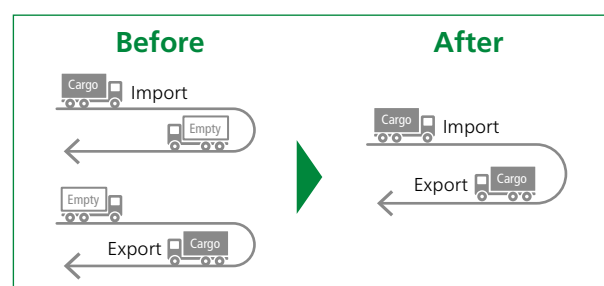 Before
Cargo
Import
Empty
Empty
Export
Cargo
After
Cargo
Import
Export
Cargo